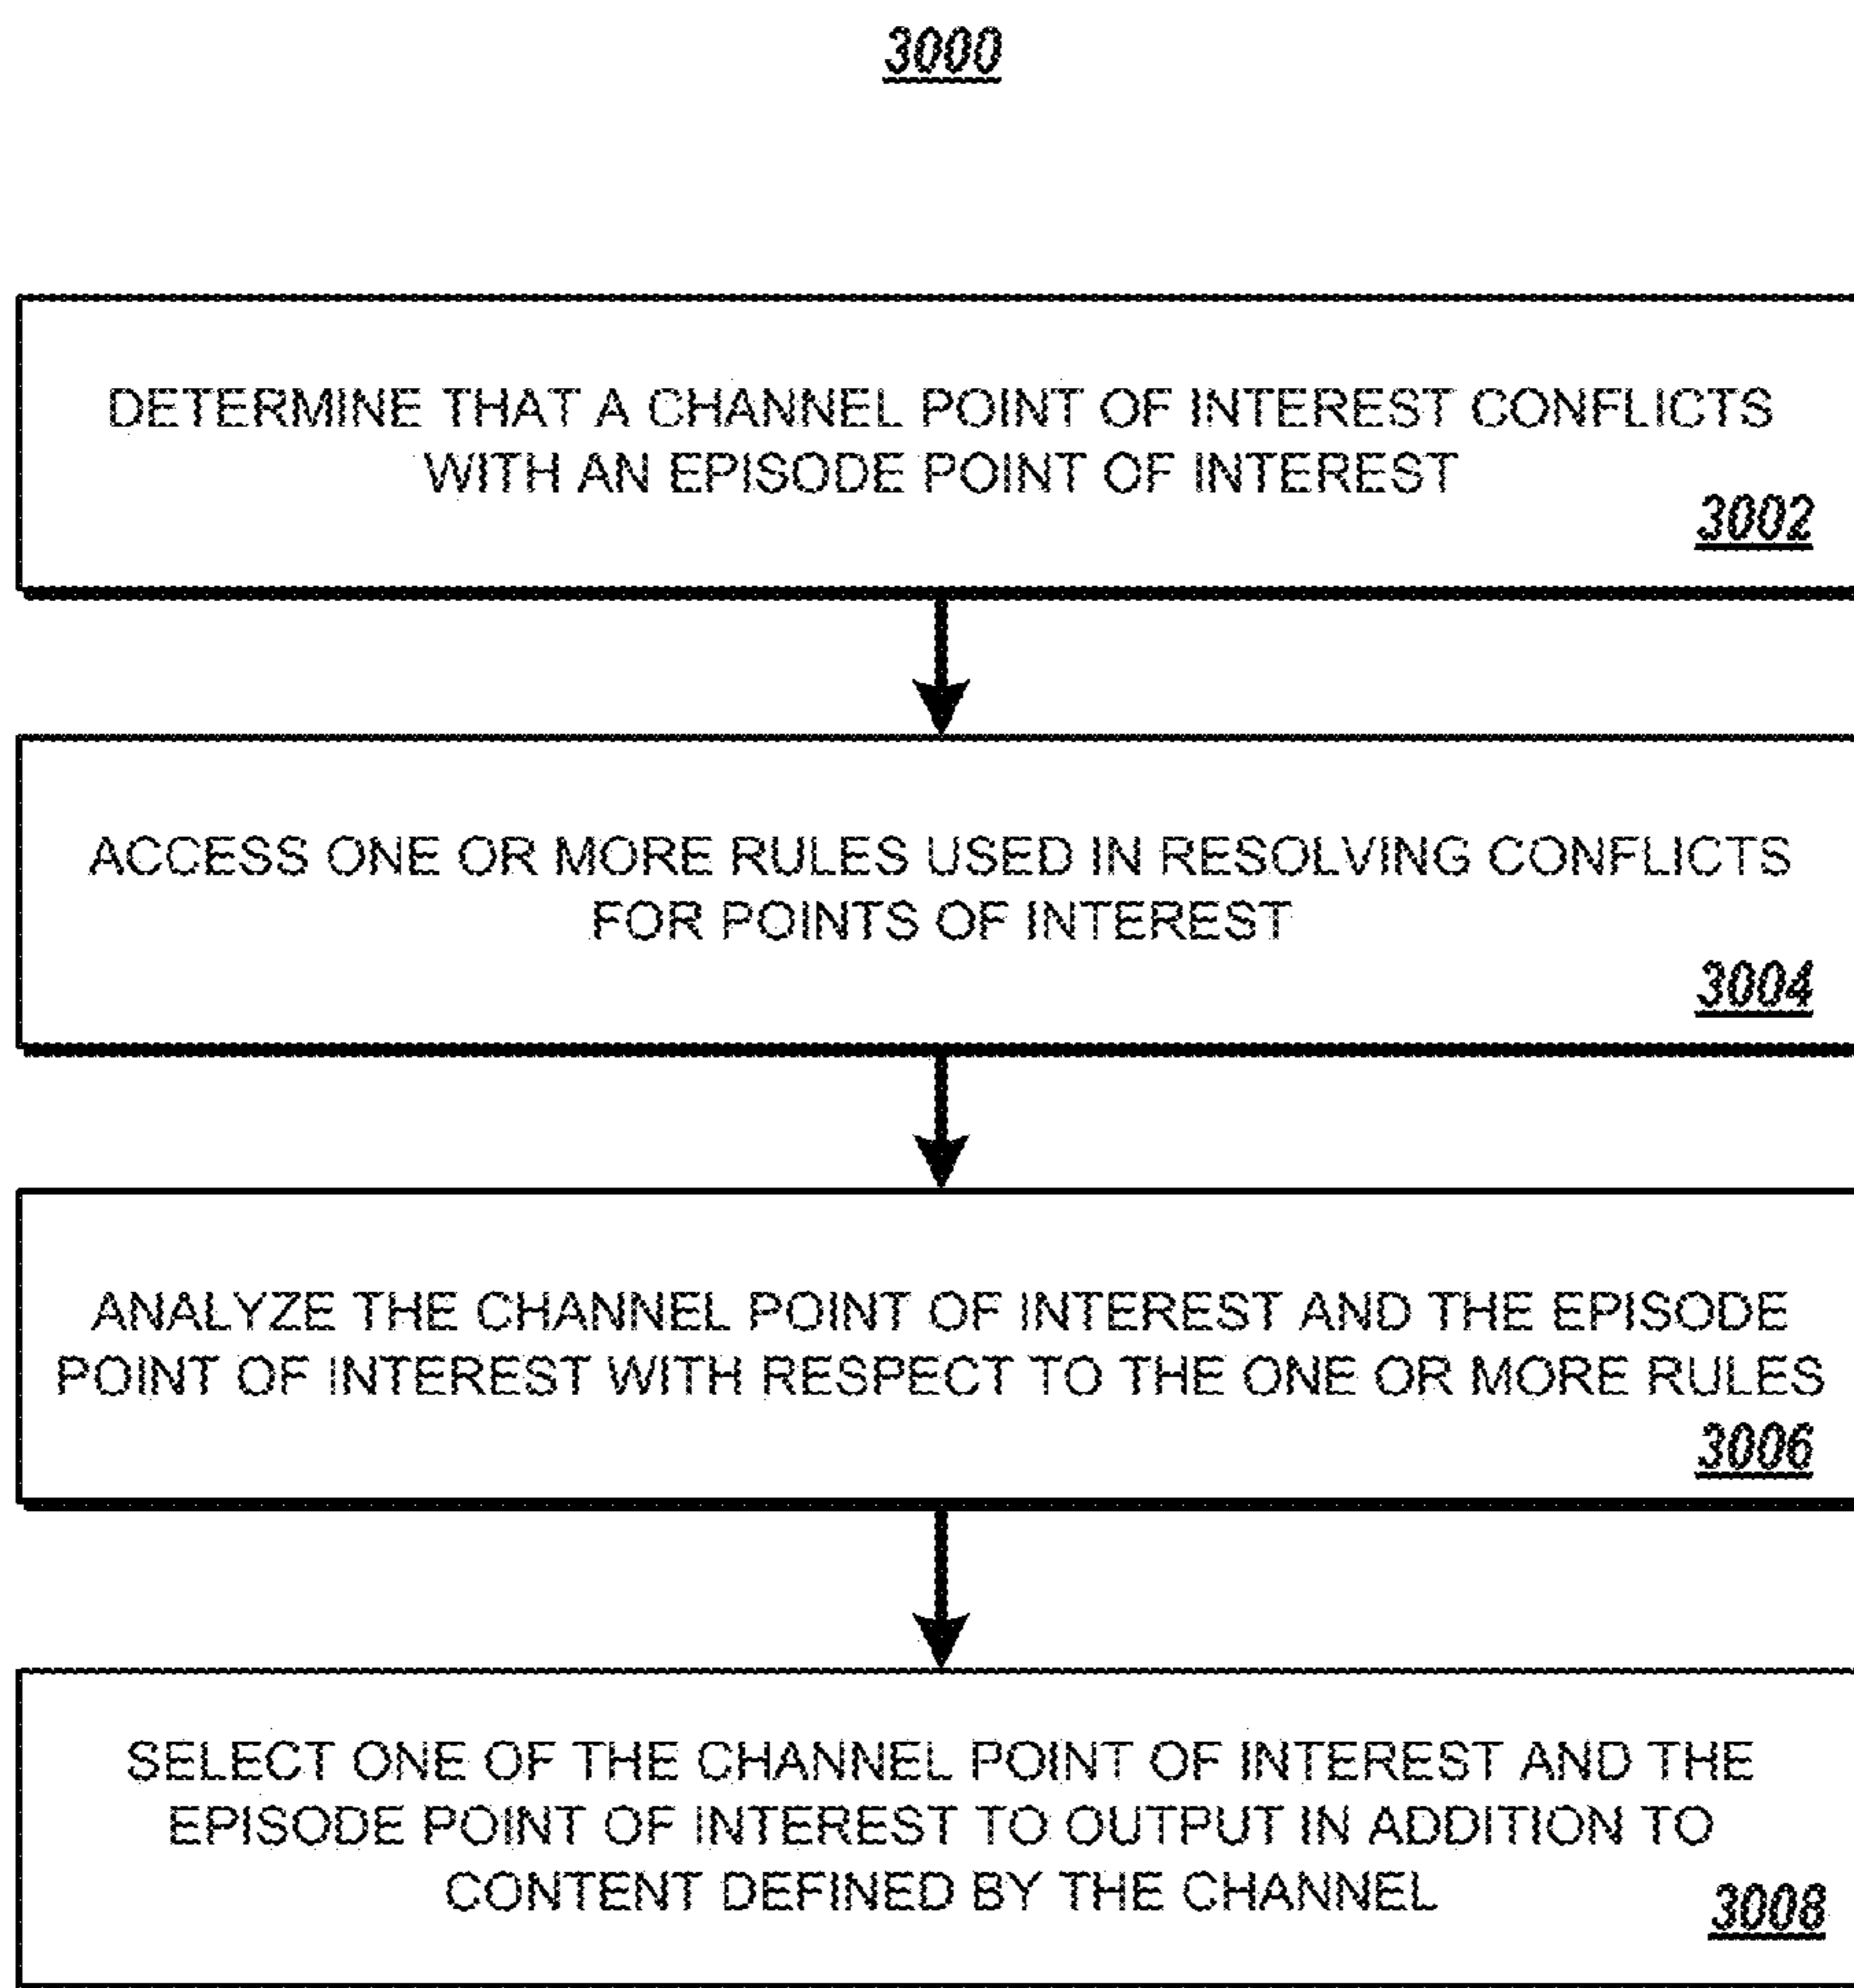 3000
DETERMINE THAT A CHANNEL POINT OF INTEREST CONFLICTS
WITH AN EPISODE POINT OF INTEREST
3002
ACCESS ONE OR MORE RULES USED IN RESOLVING CONFLICTS
FOR POINTS OF INTEREST
3004
ANALYZE THE CHANNEL POINT OF INTEREST AND THE EPISODE
POINT OF INTEREST WITH RESPECT TO THE ONE OR MORE RULES
3006
SELECT ONE OF THE CHANNEL POINT OF INTEREST AND THE
EPISODE POINT OF INTEREST TO OUTPUT IN ADDITION TO
CONTENT DEFINED BY THE CHANNEL
3008